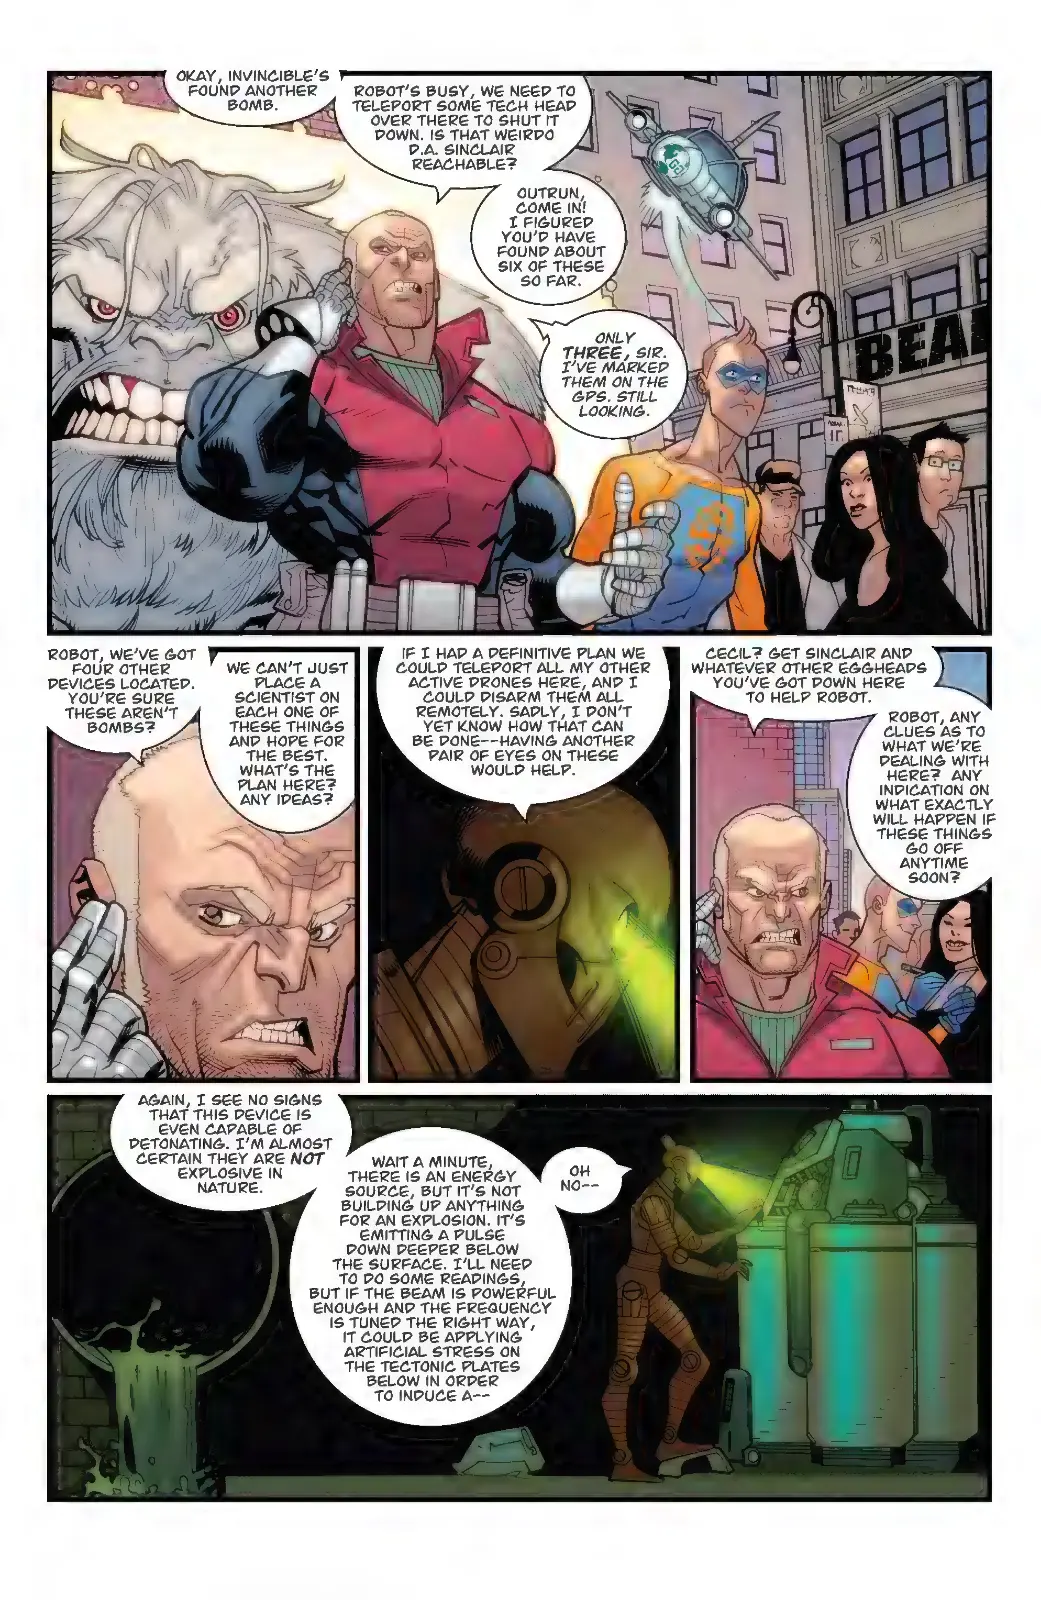 OKAY, INVINCIBLE'S
FOUND ANOTHER
BOMB.
ROBOT'S BUSY, WE NEED TO
TELEPORT SOME TECH HEAD
OVER THERE TO SHUT IT
DOWN. IS THAT WEIRDO
D.A. SINCLAIR
REACHABLE?
OUTRUN,
COME IN!
I FIGURED
YOU'D HAVE
FOUND ABOUT
SIX OF THESE
SO FAR.
ONLY
THREE, SIR.
I'VE MARKED
THEM ON THE
GPS. STILL
LOOKING.
BEA
ROBOT, WE'VE GOT
FOUR OTHER
DEVICES LOCATED.
YOU'RE SURE
THESE AREN'T
BOMBS?
WE CAN'T JUST
PLACE A
SCIENTIST ON
EACH ONE OF
THESE THINGS
AND HOPE FOR
THE BEST.
WHAT'S THE
PLAN HERE?
ANY IDEAS?
IF I HAD A DEFINITIVE PLAN WE
COULD TELEPORT ALL MY OTHER
ACTIVE DRONES HERE, AND I
COULD DISARM THEM ALL
REMOTELY. SADLY, I DON'T
YET KNOW HOW THAT CAN
BE DONE--HAVING ANOTHER
PAIR OF EYES ON THESE
WOULD HELP.
CECIL? GET SINCLAIR AND
WHATEVER OTHER EGGHEADS
YOU'VE GOT DOWN HERE
TO HELP ROBOT.
ROBOT, ANY
CLUES AS TO
WHAT WE'RE
DEALING WITH
HERE? ANY
INDICATION ON
WHAT EXACTLY
WILL HAPPEN IF
THESE THINGS
GO OFF
ANYTIME
SOON?
AGAIN, I SEE NO SIGNS
THAT THIS DEVICE IS
EVEN CAPABLE OF
DETONATING. I'M ALMOST
CERTAIN THEY ARE NOT
EXPLOSIVE IN
NATURE.
WAIT A MINUTE,
THERE IS AN ENERGY
SOURCE, BUT IT'S NOT
BUILDING UP ANYTHING
FOR AN EXPLOSION. IT'S
EMITTING A PULSE
DOWN DEEPER BELOW
THE SURFACE. I'LL NEED
TO DO SOME READINGS,
BUT IF THE BEAM IS POWERFUL
ENOUGH AND THE FREQUENCY
IS TUNED THE RIGHT WAY,
IT COULD BE APPLYING
ARTIFICIAL STRESS ON
THE TECTONIC PLATES
BELOW IN ORDER
TO INDUCE A--
OH
NO--